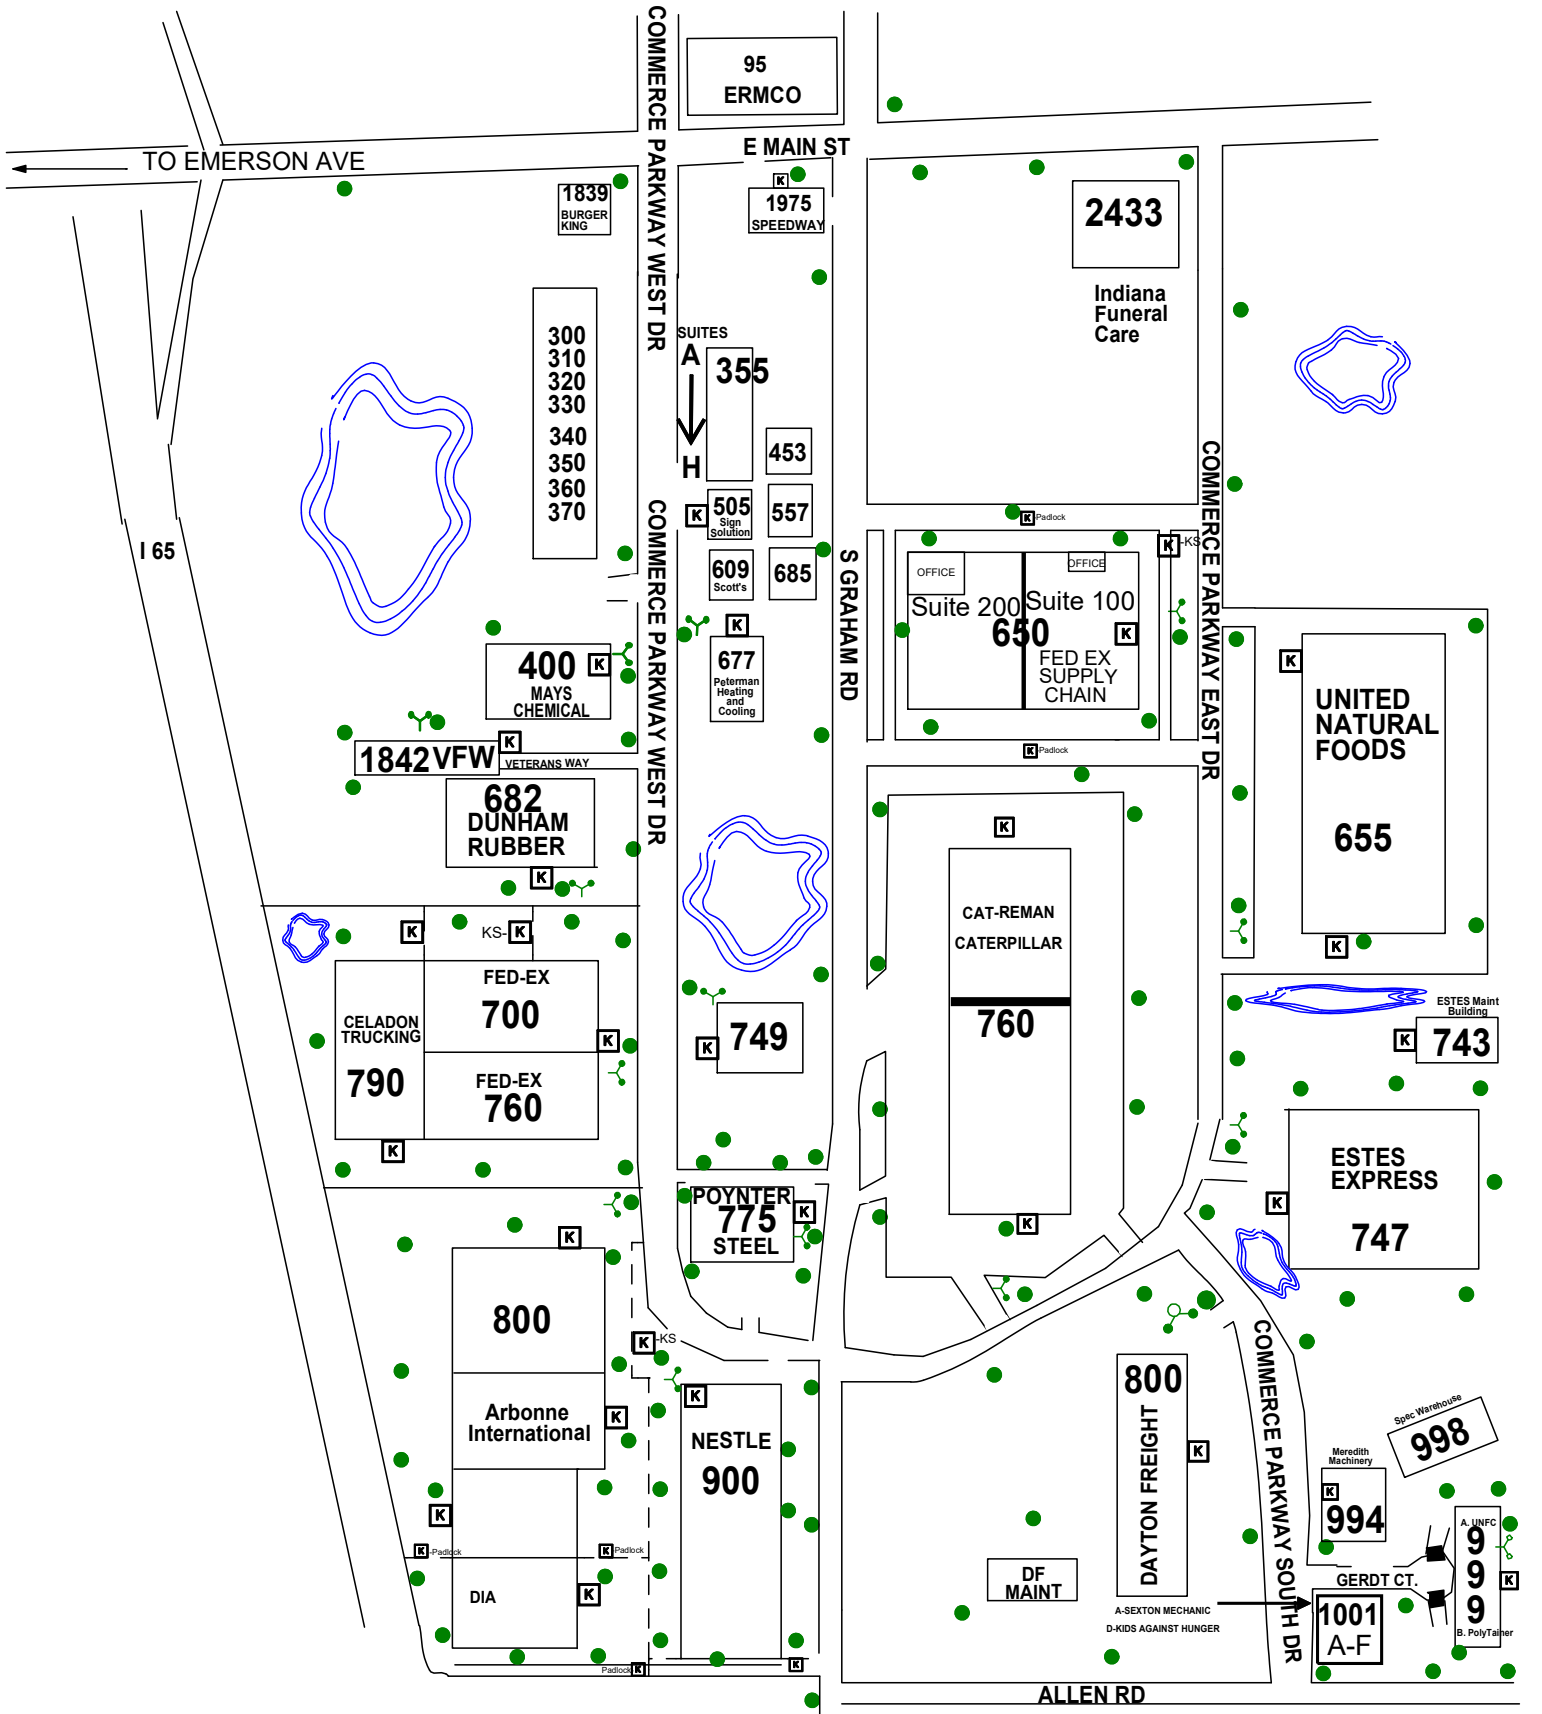 COMMERCE PARKWAY WEST DR
95
ERMCO
E MAIN ST
TO EMERSON AVE
1839
BURGER
KING
K
1975
SPEEDWAY
2433
Indiana
Funeral
Care
300
310
320
330
340
350
360
370
SUITES
A
H
355
453
K
505
Sign
Solution
557
609
Scott's
685
I 65
COMMERCE PARKWAY WEST DR
S GRAHAM RD
COMMERCE PARKWAY EAST DR
K
Padlock
K
-KS
OFFICE
OFFICE
Suite 200
Suite 100
650
K
FED EX
SUPPLY
CHAIN
K
-Padlock
K
677
Peterman
Heating
and
Cooling
400
K
MAYS
CHEMICAL
K
1842 VFW
VETERANS WAY
682
DUNHAM
RUBBER
K
K
UNITED
NATURAL
FOODS
655
K
K
CAT-REMAN
CATERPILLAR
760
K
K
KS-
K
FED-EX
700
CELADON
TRUCKING
790
FED-EX
760
K
K
K
749
ESTES Maint
Building
K
743
ESTES
EXPRESS
747
K
POYNTER
775
STEEL
K
K
800
K
-KS
Arbonne
International
K
K
K
-Padlock
K
Padlock
DIA
K
K
NESTLE
900
Padlock
K
K
800
DAYTON FREIGHT
K
DF
MAINT
COMMERCE PARKWAY SOUTH DR
Spec Warehouse
998
Meredith
Machinery
K
994
A. UNFC
9
9
9
K
B. PolyTainer
GERDT CT.
A-SEXTON MECHANIC
D-KIDS AGAINST HUNGER
1001
A-F
ALLEN RD